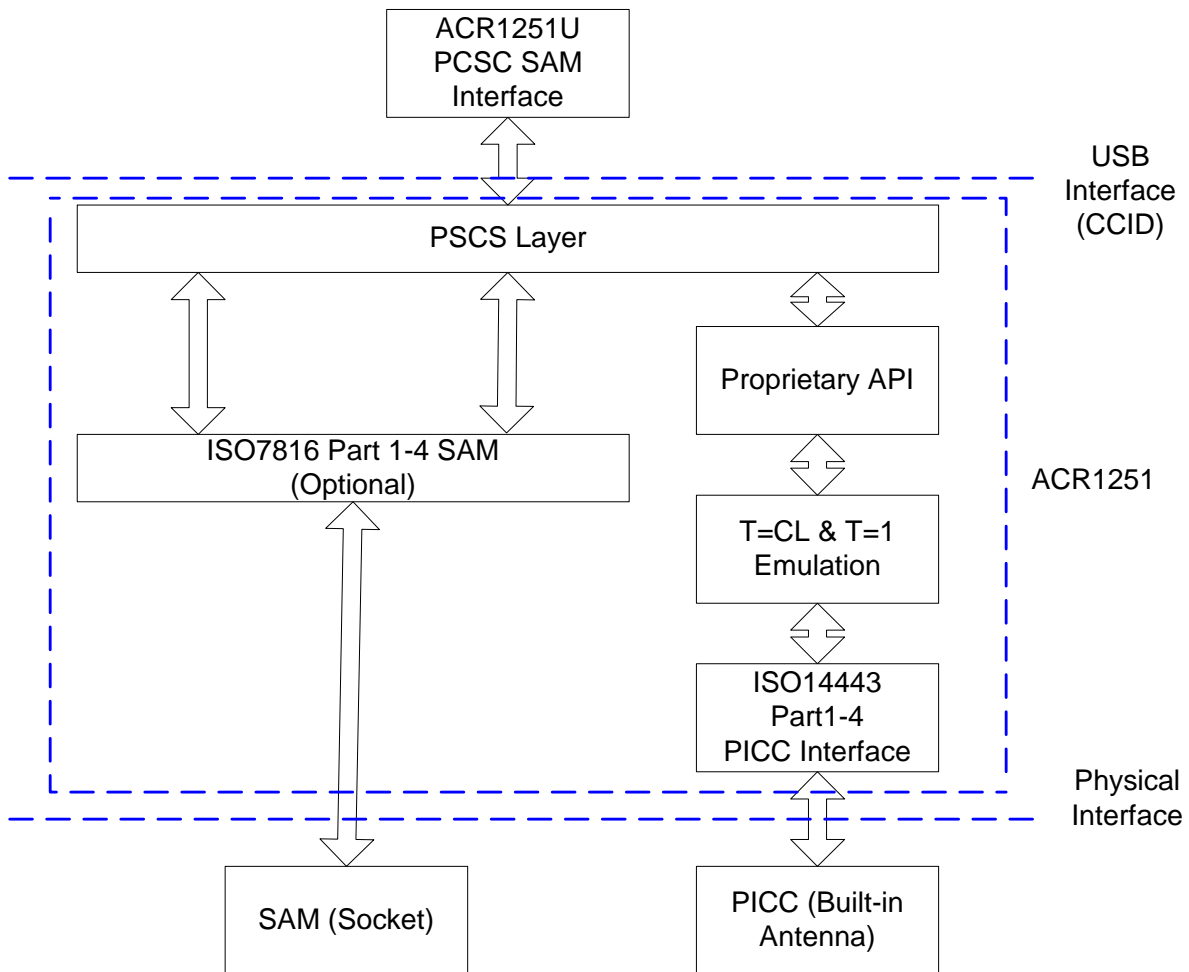 ACR1251U
PCSC SAM
Interface
USB
Interface
(CCID)
PSCS Layer
Proprietary API
ISO7816 Part 1-4 SAM
(Optional)
ACR1251
T=CL & T=1
Emulation
ISO14443
Part1-4
PICC Interface
Physical
Interface
SAM (Socket)
PICC (Built-in
Antenna)